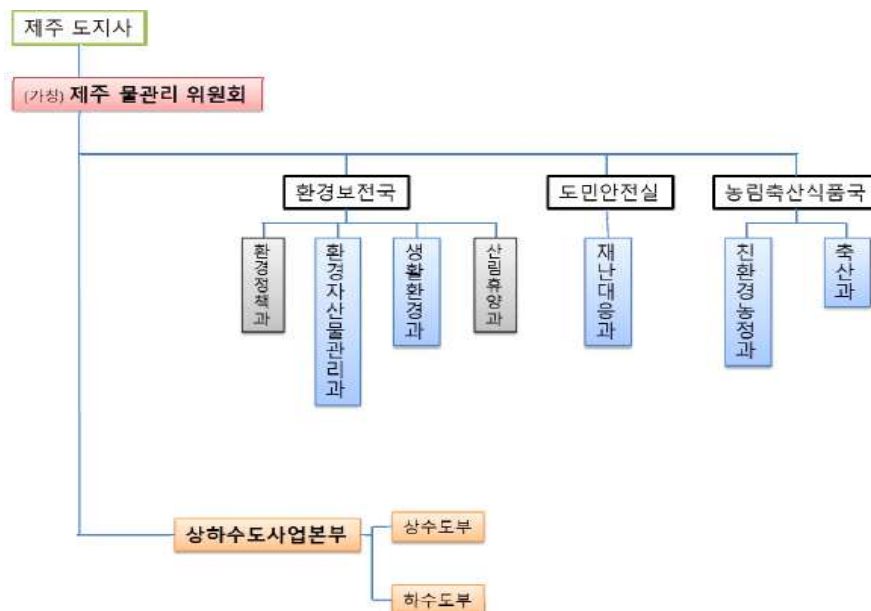 제주 도지사
(가칭) 제주 물관리 위원회
환경보전국
도민안전실
농림축산식품국
환경정책과
환경자산물관리과
생활환경과
산림휴양과
재난대응과
친환경농정과
축산과
상하수도사업본부
상수도부
하수도부